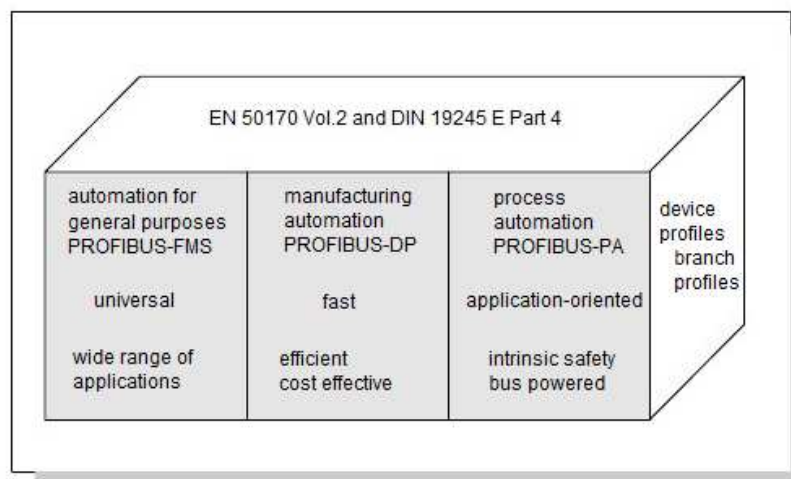 EN 50170 Vol.2 and DIN 19245 E Part 4
automation for
general purposes
PROFIBUS-FMS
universal
wide range of
applications
manufacturing
automation
PROFIBUS-DP
fast
efficient
cost effective
process
automation
PROFIBUS-PA
application-oriented
intrinsic safety
bus powered
device
profiles
branch
profiles